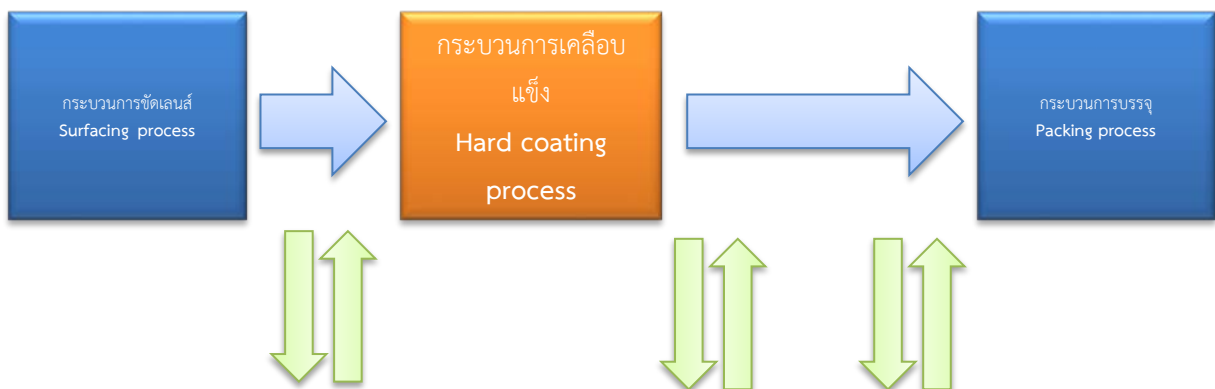 กระบวนการขัดเลนส์
Surfacing process
กระบวนการเคลือบ
แข็ง
Hard coating
process
กระบวนการบรรจุ
Packing process